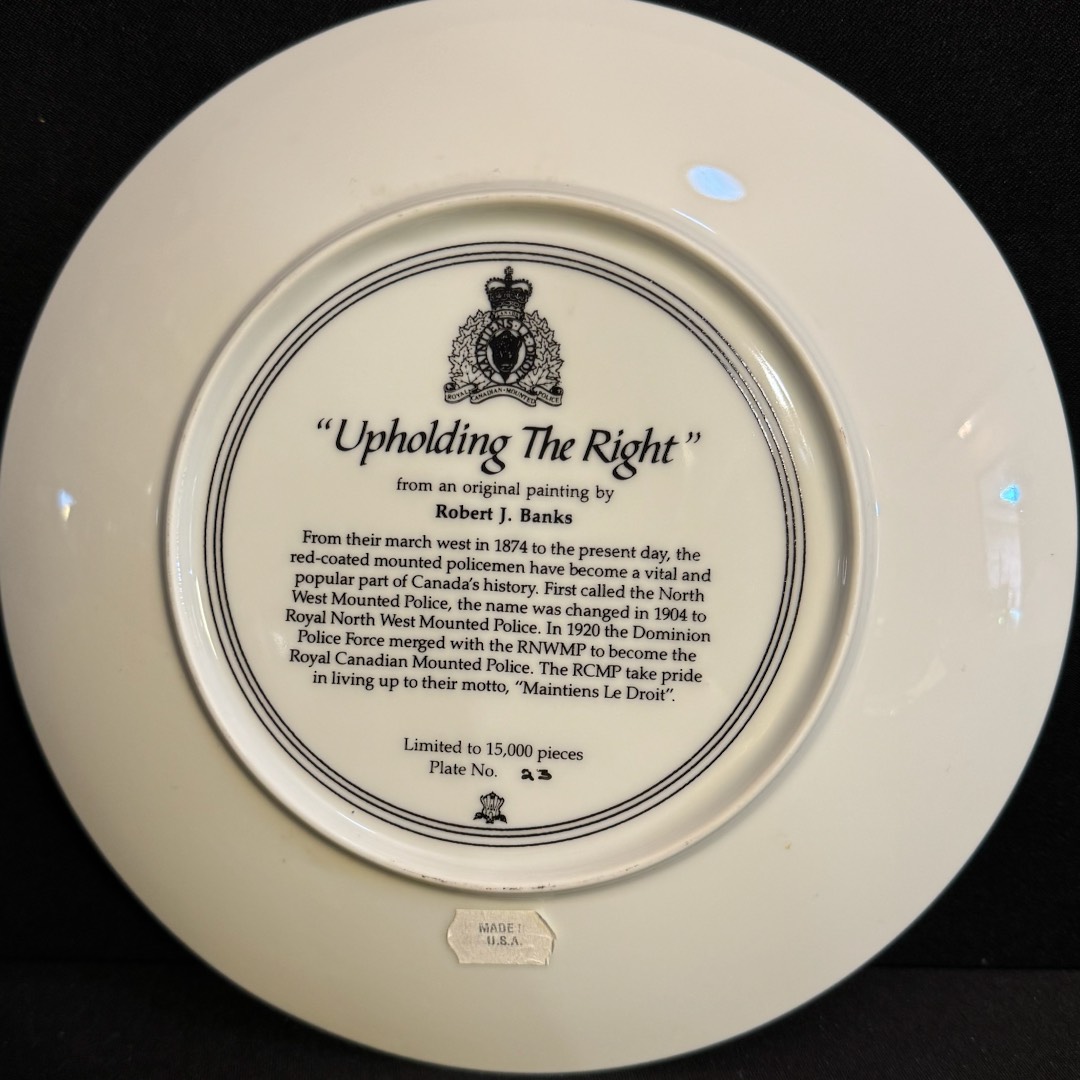 CANADA
MAINTIENS LE DROIT
ROYAL CANADIAN MOUNTED POLICE
“Upholding The Right”
from an original painting by
Robert J. Banks
From their march west in 1874 to the present day, the
red-coated mounted policemen have become a vital and
popular part of Canada's history. First called the North
West Mounted Police, the name was changed in 1904 to
Royal North West Mounted Police. In 1920 the Dominion
Police Force merged with the RNWMP to become the
Royal Canadian Mounted Police. The RCMP take pride
in living up to their motto, “Maintiens Le Droit”.
Limited to 15,000 pieces
Plate No. 23
MADE
U.S.A.